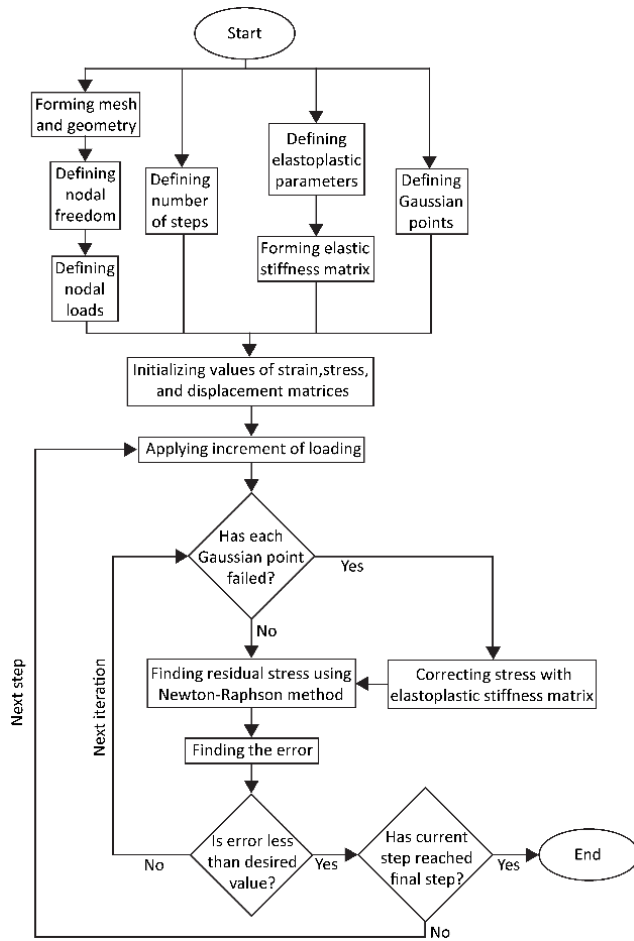 Start
Forming mesh
and geometry
Defining
nodal
freedom
Defining
nodal
loads
Defining
number
of steps
Defining
elastoplastic
parameters
Forming elastic
stiffness matrix
Defining
Gaussian
points
Initializing values of strain,stress,
and displacement matrices
Applying increment of loading
Has each
Gaussian point
failed?
Yes
No
Correcting stress with
elastoplastic stiffness matrix
Finding residual stress using
Newton-Raphson method
Finding the error
Is error less
than desired
value?
No
Yes
Has current
step reached
final step?
Yes
No
End
Next iteration
Next step